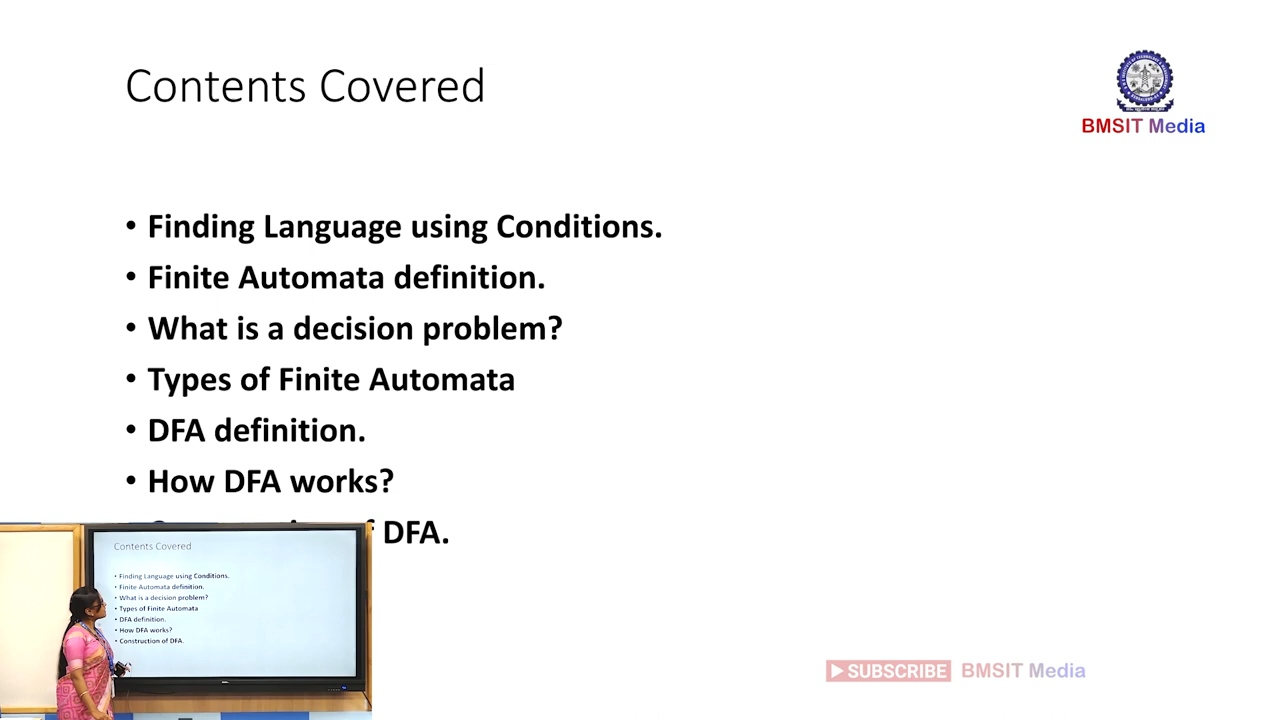 Contents Covered
BMSIT Media
• Finding Language using Conditions.
• Finite Automata definition.
• What is a decision problem?
• Types of Finite Automata
• DFA definition.
• How DFA works?
f DFA.
Contents Covered
• Finding Language using Conditions.
• Finite Automata definition.
• What is a decision problem?
• Types of Finite Automata
• DFA definition.
• How DFA works?
• Construction of DFA.
SUBSCRIBE BMSIT Media